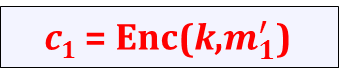 c₁ = Enc(k,m′₁)